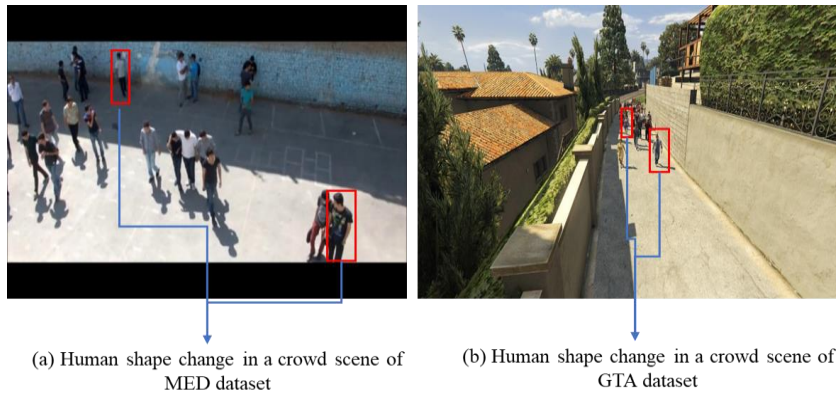 (a) Human shape change in a crowd scene of
MED dataset
(b) Human shape change in a crowd scene of
GTA dataset